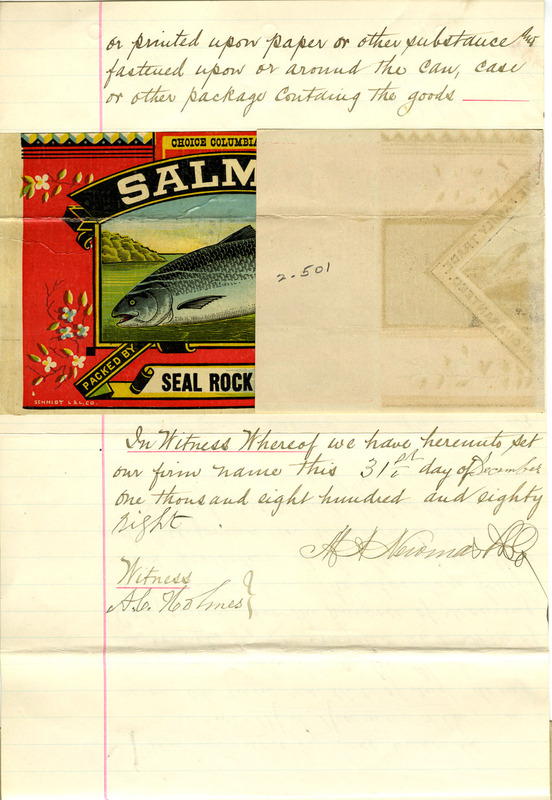 or printed upon paper or other substance
fastened upon or around the can, case
or other package Containg the goods
CHOICE COLUMBIA
SALM
2-501
PACKED BY
SEAL ROCK
SCHMIDT L & L. CO.
In Witness Whereof we have hereunto set
our firm name this 31st day of December
One thousand eight hundred and eighty
Eight
Witness
A.C. Holmes